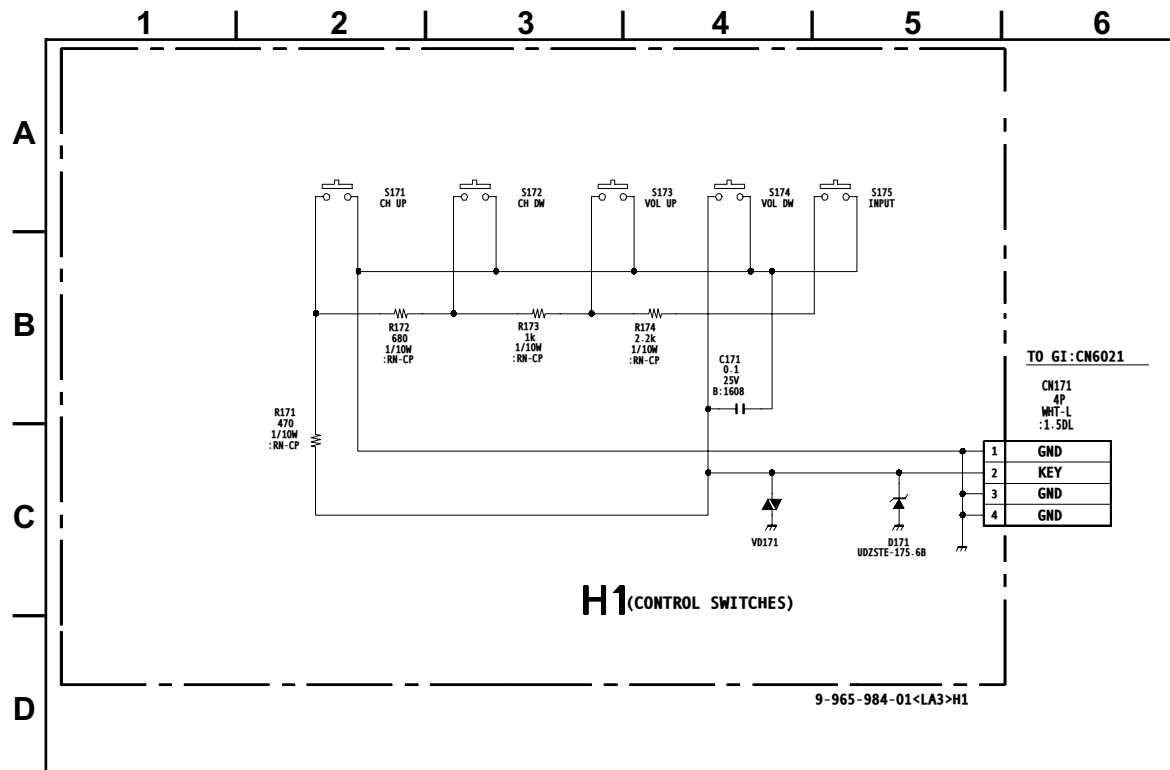 1 2 3 4 5 6
A
S171
CH UP
S172
CH DW
S173
VOL UP
S174
VOL DW
S175
INPUT
B
R172
680
1/10W
:RN-CP
R173
1k
1/10W
:RN-CP
R174
2.2k
1/10W
:RN-CP
C171
0.1
25V
B:1608
TO GI:CN6021
CN171
4P
WHT-L
:1.5DL
R171
470
1/10W
:RN-CP
1 GND
2 KEY
3 GND
4 GND
C
VD171
D171
UDZSTE-175.6B
H1(CONTROL SWITCHES)
D
9-965-984-01<LA3>H1